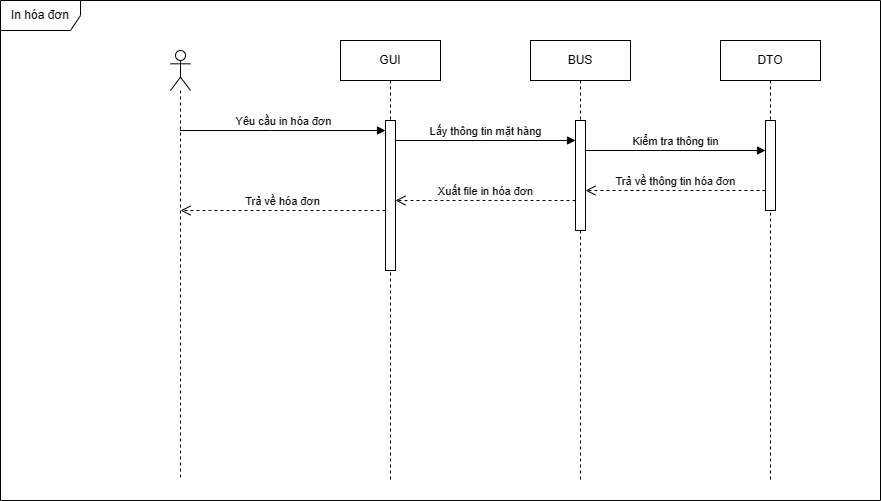 In hóa đơn
GUI
BUS
DTO
Yêu cầu in hóa đơn
Lấy thông tin mặt hàng
Kiểm tra thông tin
Trả về thông tin hóa đơn
Xuất file in hóa đơn
Trả về hóa đơn